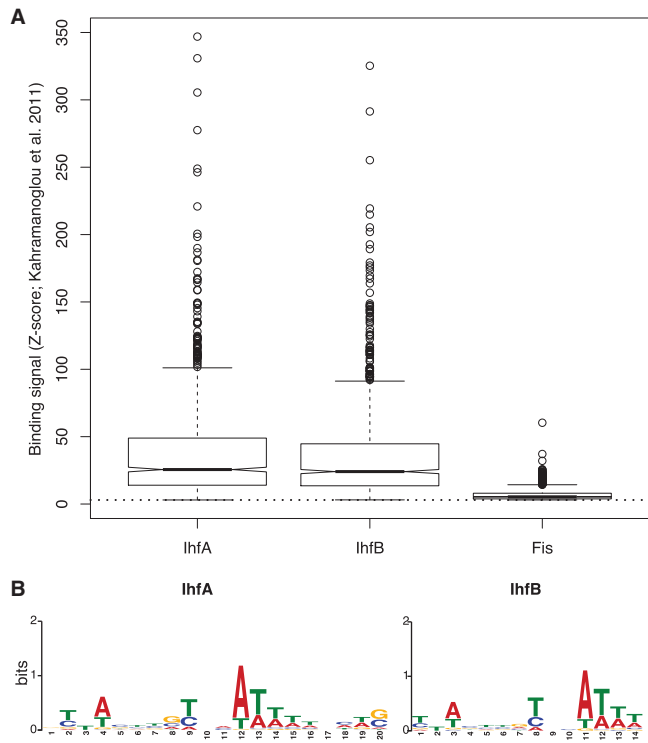 A
Binding signal (Z-score; Kahramanoglou et al. 2011)
350
300
250
200
150
100
50
0
IhfA IhfB Fis
B
IhfA IhfB
bits
2
1
0
2
1
0
1 2 3 4 5 6 7 8 9 10 11 12 13 14 15 16 17 18 19 20
1 2 3 4 5 6 7 8 9 10 11 12 13 14